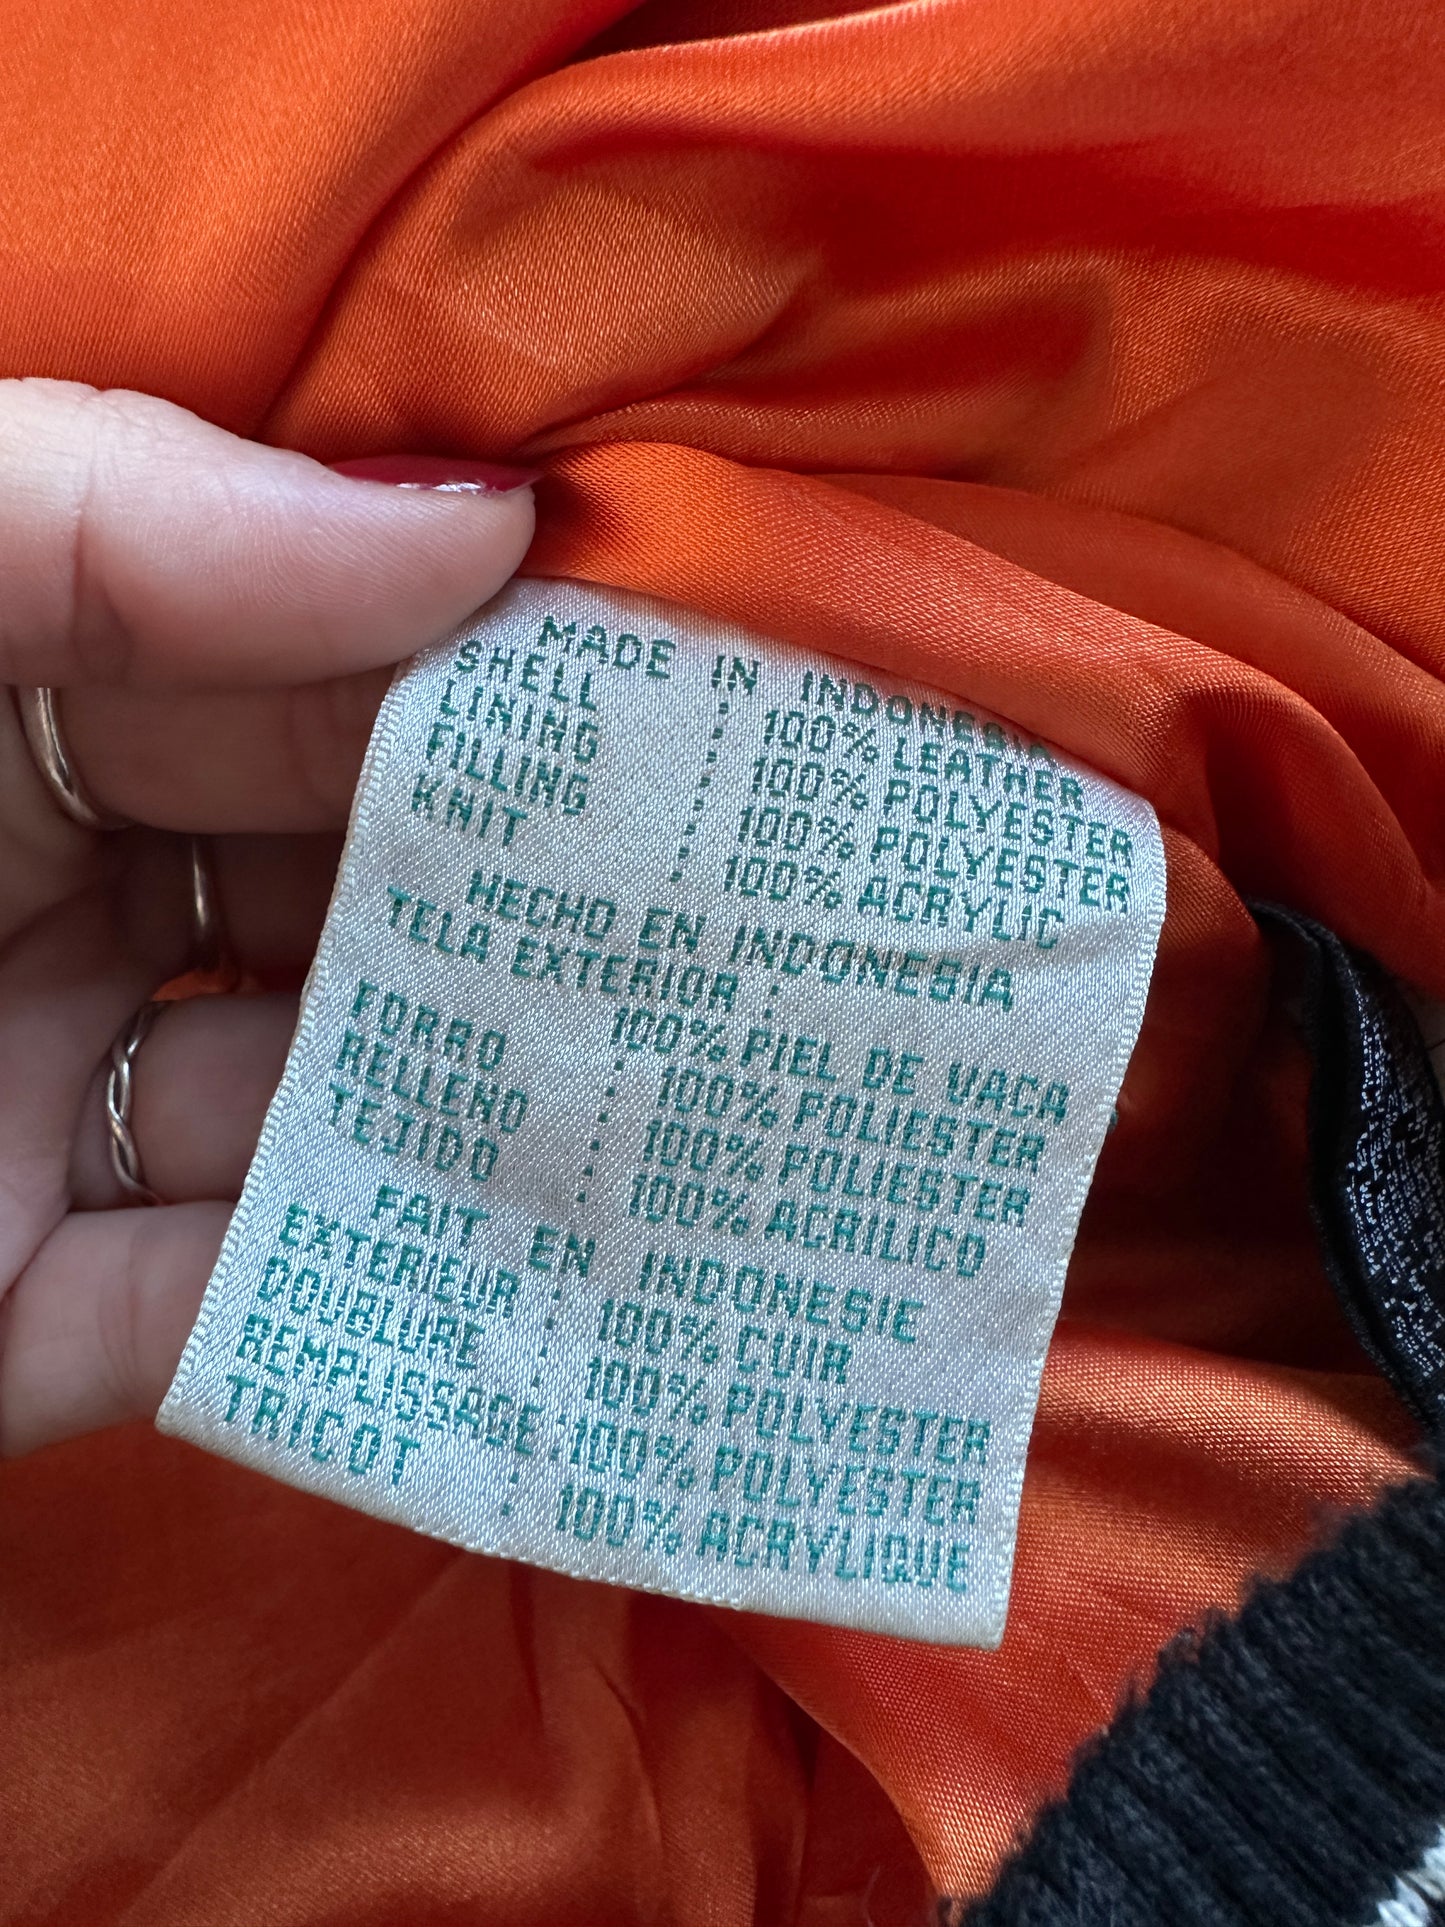 MADE IN INDONESIA
SHELL : 100% LEATHER
LINING : 100% POLYESTER
FILLING : 100% POLYESTER
KNIT : 100% ACRYLIC
HECHO EN INDONESIA
TELA EXTERIOR :
100% PIEL DE VACA
FORRO : 100% POLIESTER
RELLENO : 100% POLIESTER
TEJIDO : 100% ACRILICO
FAIT EN INDONESIE
EXTERIEUR : 100% CUIR
DOUBLURE : 100% POLYESTER
REMPLISSAGE : 100% POLYESTER
TRICOT : 100% ACRYLIQUE